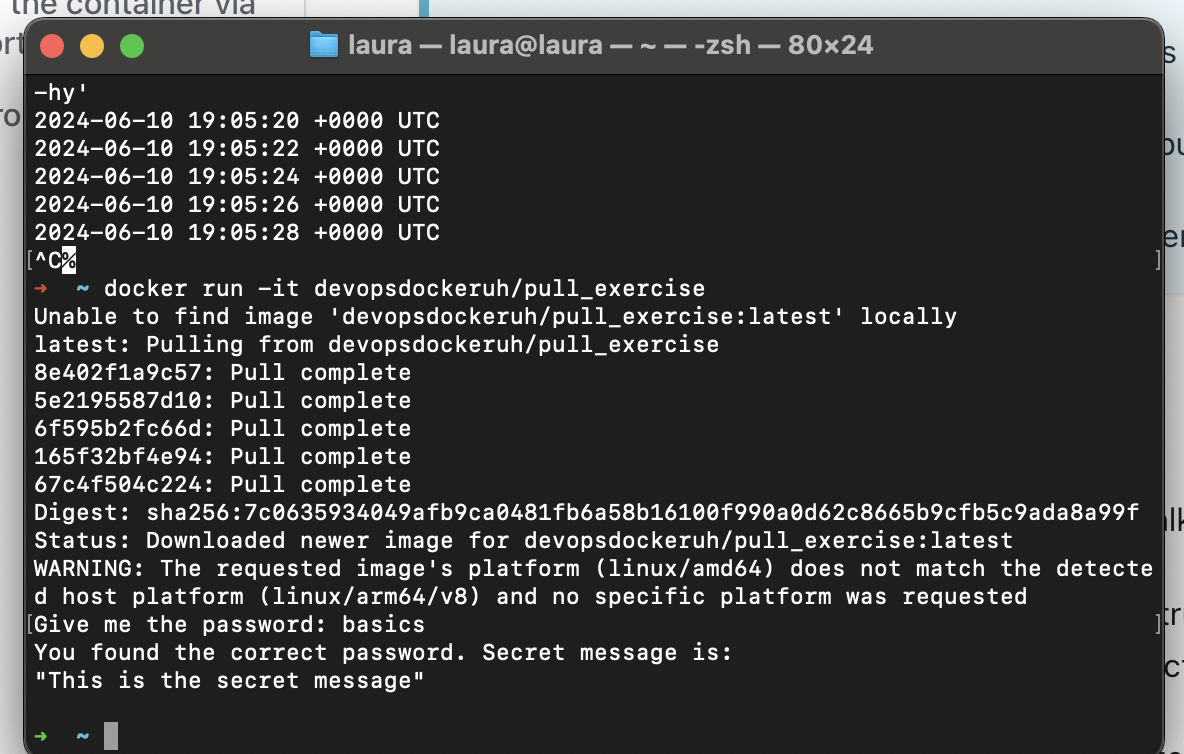 the container via
laura — laura@laura — ~ — -zsh — 80×24
-hy'
2024-06-10 19:05:20 +0000 UTC
2024-06-10 19:05:22 +0000 UTC
2024-06-10 19:05:24 +0000 UTC
2024-06-10 19:05:26 +0000 UTC
2024-06-10 19:05:28 +0000 UTC
[^C% ]
→ ~ docker run -it devopsdockeruh/pull_exercise
Unable to find image 'devopsdockeruh/pull_exercise:latest' locally
latest: Pulling from devopsdockeruh/pull_exercise
8e402f1a9c57: Pull complete
5e2195587d10: Pull complete
6f595b2fc66d: Pull complete
165f32bf4e94: Pull complete
67c4f504c224: Pull complete
Digest: sha256:7c0635934049afb9ca0481fb6a58b16100f990a0d62c8665b9cfb5c9ada8a99f
Status: Downloaded newer image for devopsdockeruh/pull_exercise:latest
WARNING: The requested image's platform (linux/amd64) does not match the detecte
d host platform (linux/arm64/v8) and no specific platform was requested
[Give me the password: basics ]
You found the correct password. Secret message is:
"This is the secret message"
→ ~